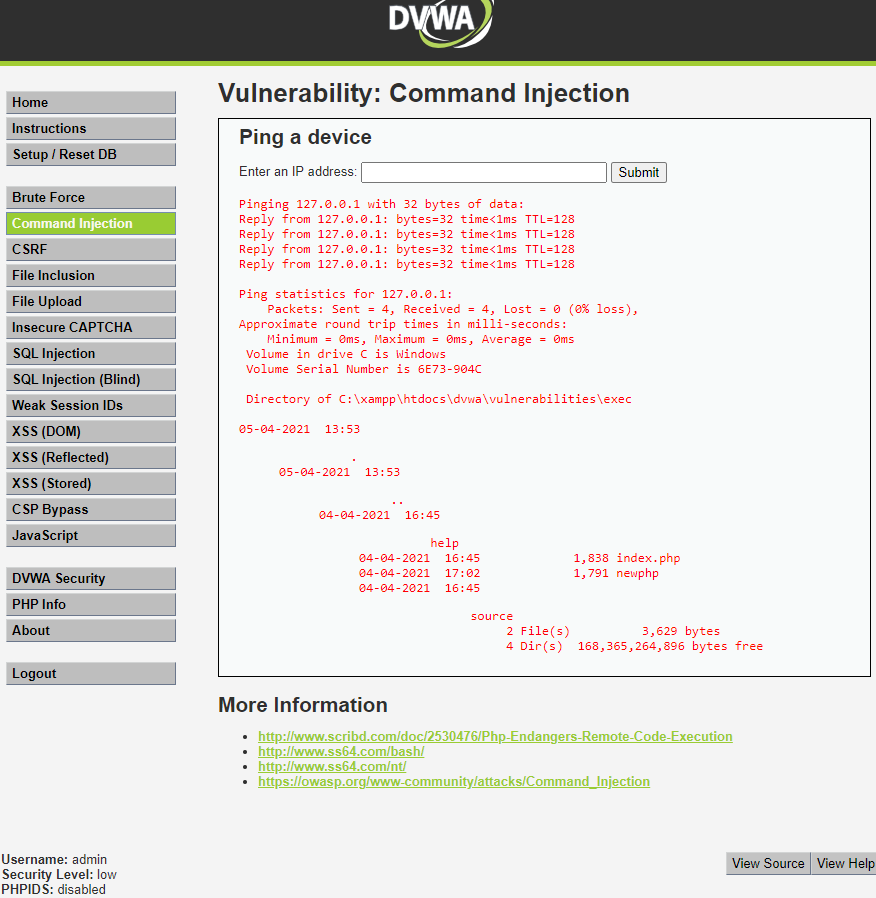 DVWA
Home
Instructions
Setup / Reset DB
Brute Force
Command Injection
CSRF
File Inclusion
File Upload
Insecure CAPTCHA
SQL Injection
SQL Injection (Blind)
Weak Session IDs
XSS (DOM)
XSS (Reflected)
XSS (Stored)
CSP Bypass
JavaScript
DVWA Security
PHP Info
About
Logout
Vulnerability: Command Injection
Ping a device
Enter an IP address: Submit
Pinging 127.0.0.1 with 32 bytes of data:
Reply from 127.0.0.1: bytes=32 time<1ms TTL=128
Reply from 127.0.0.1: bytes=32 time<1ms TTL=128
Reply from 127.0.0.1: bytes=32 time<1ms TTL=128
Reply from 127.0.0.1: bytes=32 time<1ms TTL=128
Ping statistics for 127.0.0.1:
Packets: Sent = 4, Received = 4, Lost = 0 (0% loss),
Approximate round trip times in milli-seconds:
Minimum = 0ms, Maximum = 0ms, Average = 0ms
Volume in drive C is Windows
Volume Serial Number is 6E73-904C
Directory of C:\xampp\htdocs\dvwa\vulnerabilities\exec
05-04-2021 13:53
.
05-04-2021 13:53
..
04-04-2021 16:45
help
04-04-2021 16:45 1,838 index.php
04-04-2021 17:02 1,791 newphp
04-04-2021 16:45
source
2 File(s) 3,629 bytes
4 Dir(s) 168,365,264,896 bytes free
More Information
• http://www.scribd.com/doc/2530476/Php-Endangers-Remote-Code-Execution
• http://www.ss64.com/bash/
• http://www.ss64.com/nt/
• https://owasp.org/www-community/attacks/Command_Injection
Username: admin
Security Level: low
PHPIDS: disabled
View Source View Help